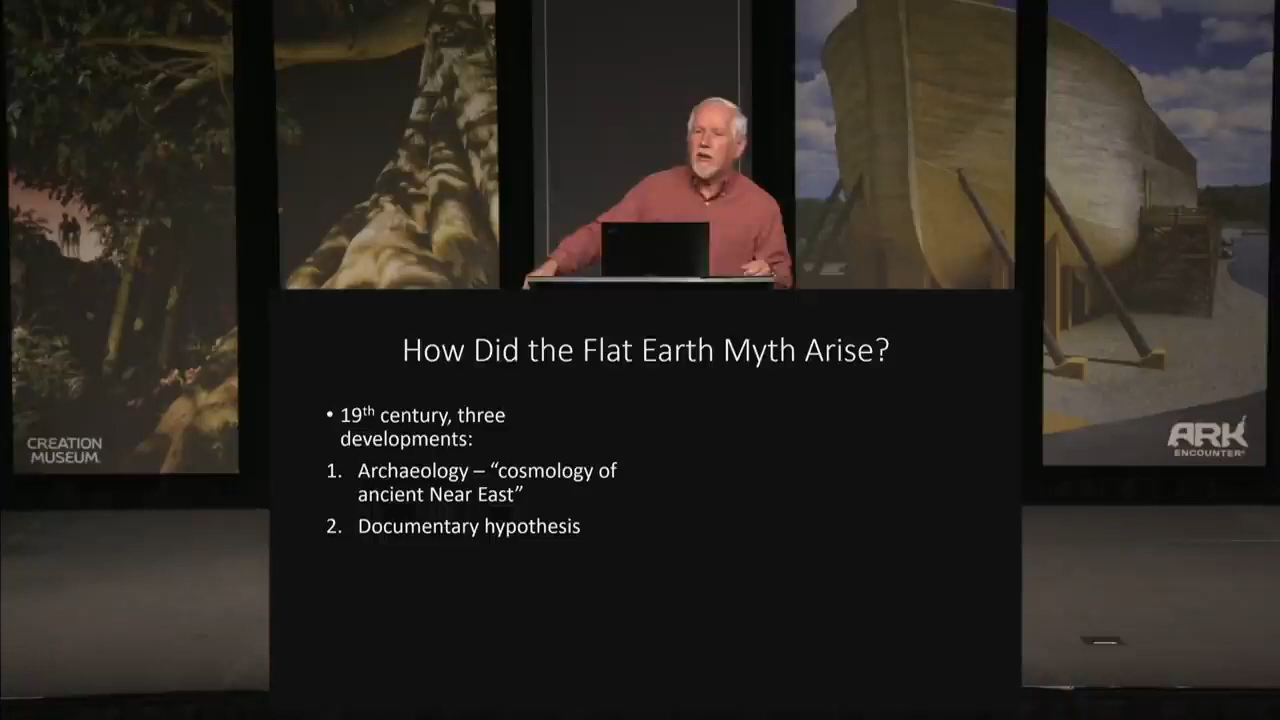 How Did the Flat Earth Myth Arise?
• 19th century, three
developments:
1. Archaeology – “cosmology of
ancient Near East”
2. Documentary hypothesis
CREATION
MUSEUM
ARK
ENCOUNTER